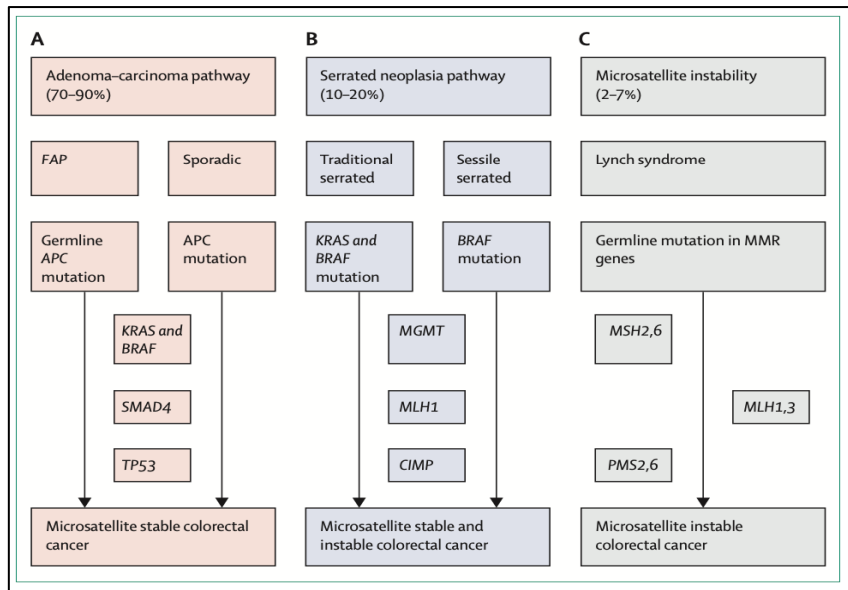 A
Adenoma–carcinoma pathway
(70–90%)
FAP
Sporadic
Germline
APC
mutation
APC
mutation
KRAS and
BRAF
SMAD4
TP53
Microsatellite stable colorectal
cancer
B
Serrated neoplasia pathway
(10–20%)
Traditional
serrated
Sessile
serrated
KRAS and
BRAF
mutation
BRAF
mutation
MGMT
MLH1
CIMP
Microsatellite stable and
instable colorectal cancer
C
Microsatellite instability
(2–7%)
Lynch syndrome
Germline mutation in MMR
genes
MSH2,6
MLH1,3
PMS2,6
Microsatellite instable
colorectal cancer